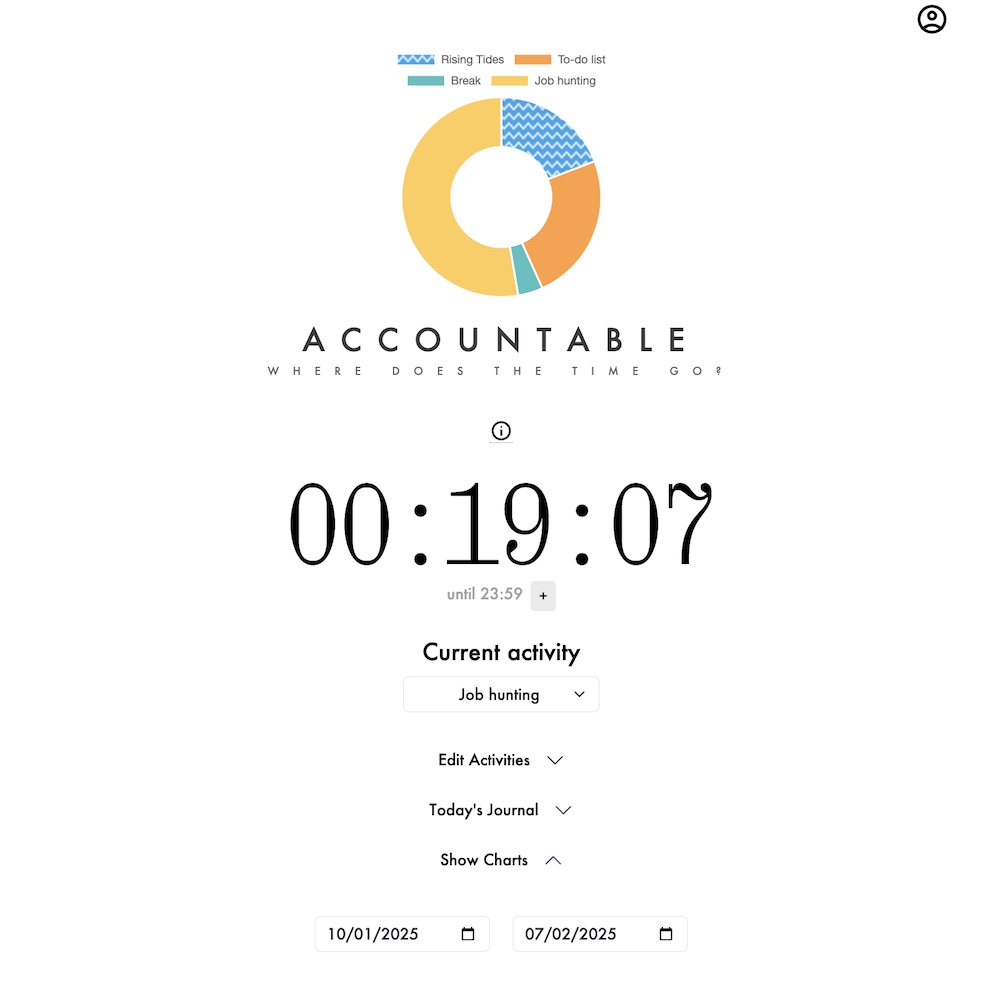 Rising Tides To-do list
Break Job hunting
ACCOUNTABLE
WHERE DOES THE TIME GO?
00:19:07
until 23:59 +
Current activity
Job hunting
Edit Activities
Today's Journal
Show Charts
10/01/2025 07/02/2025